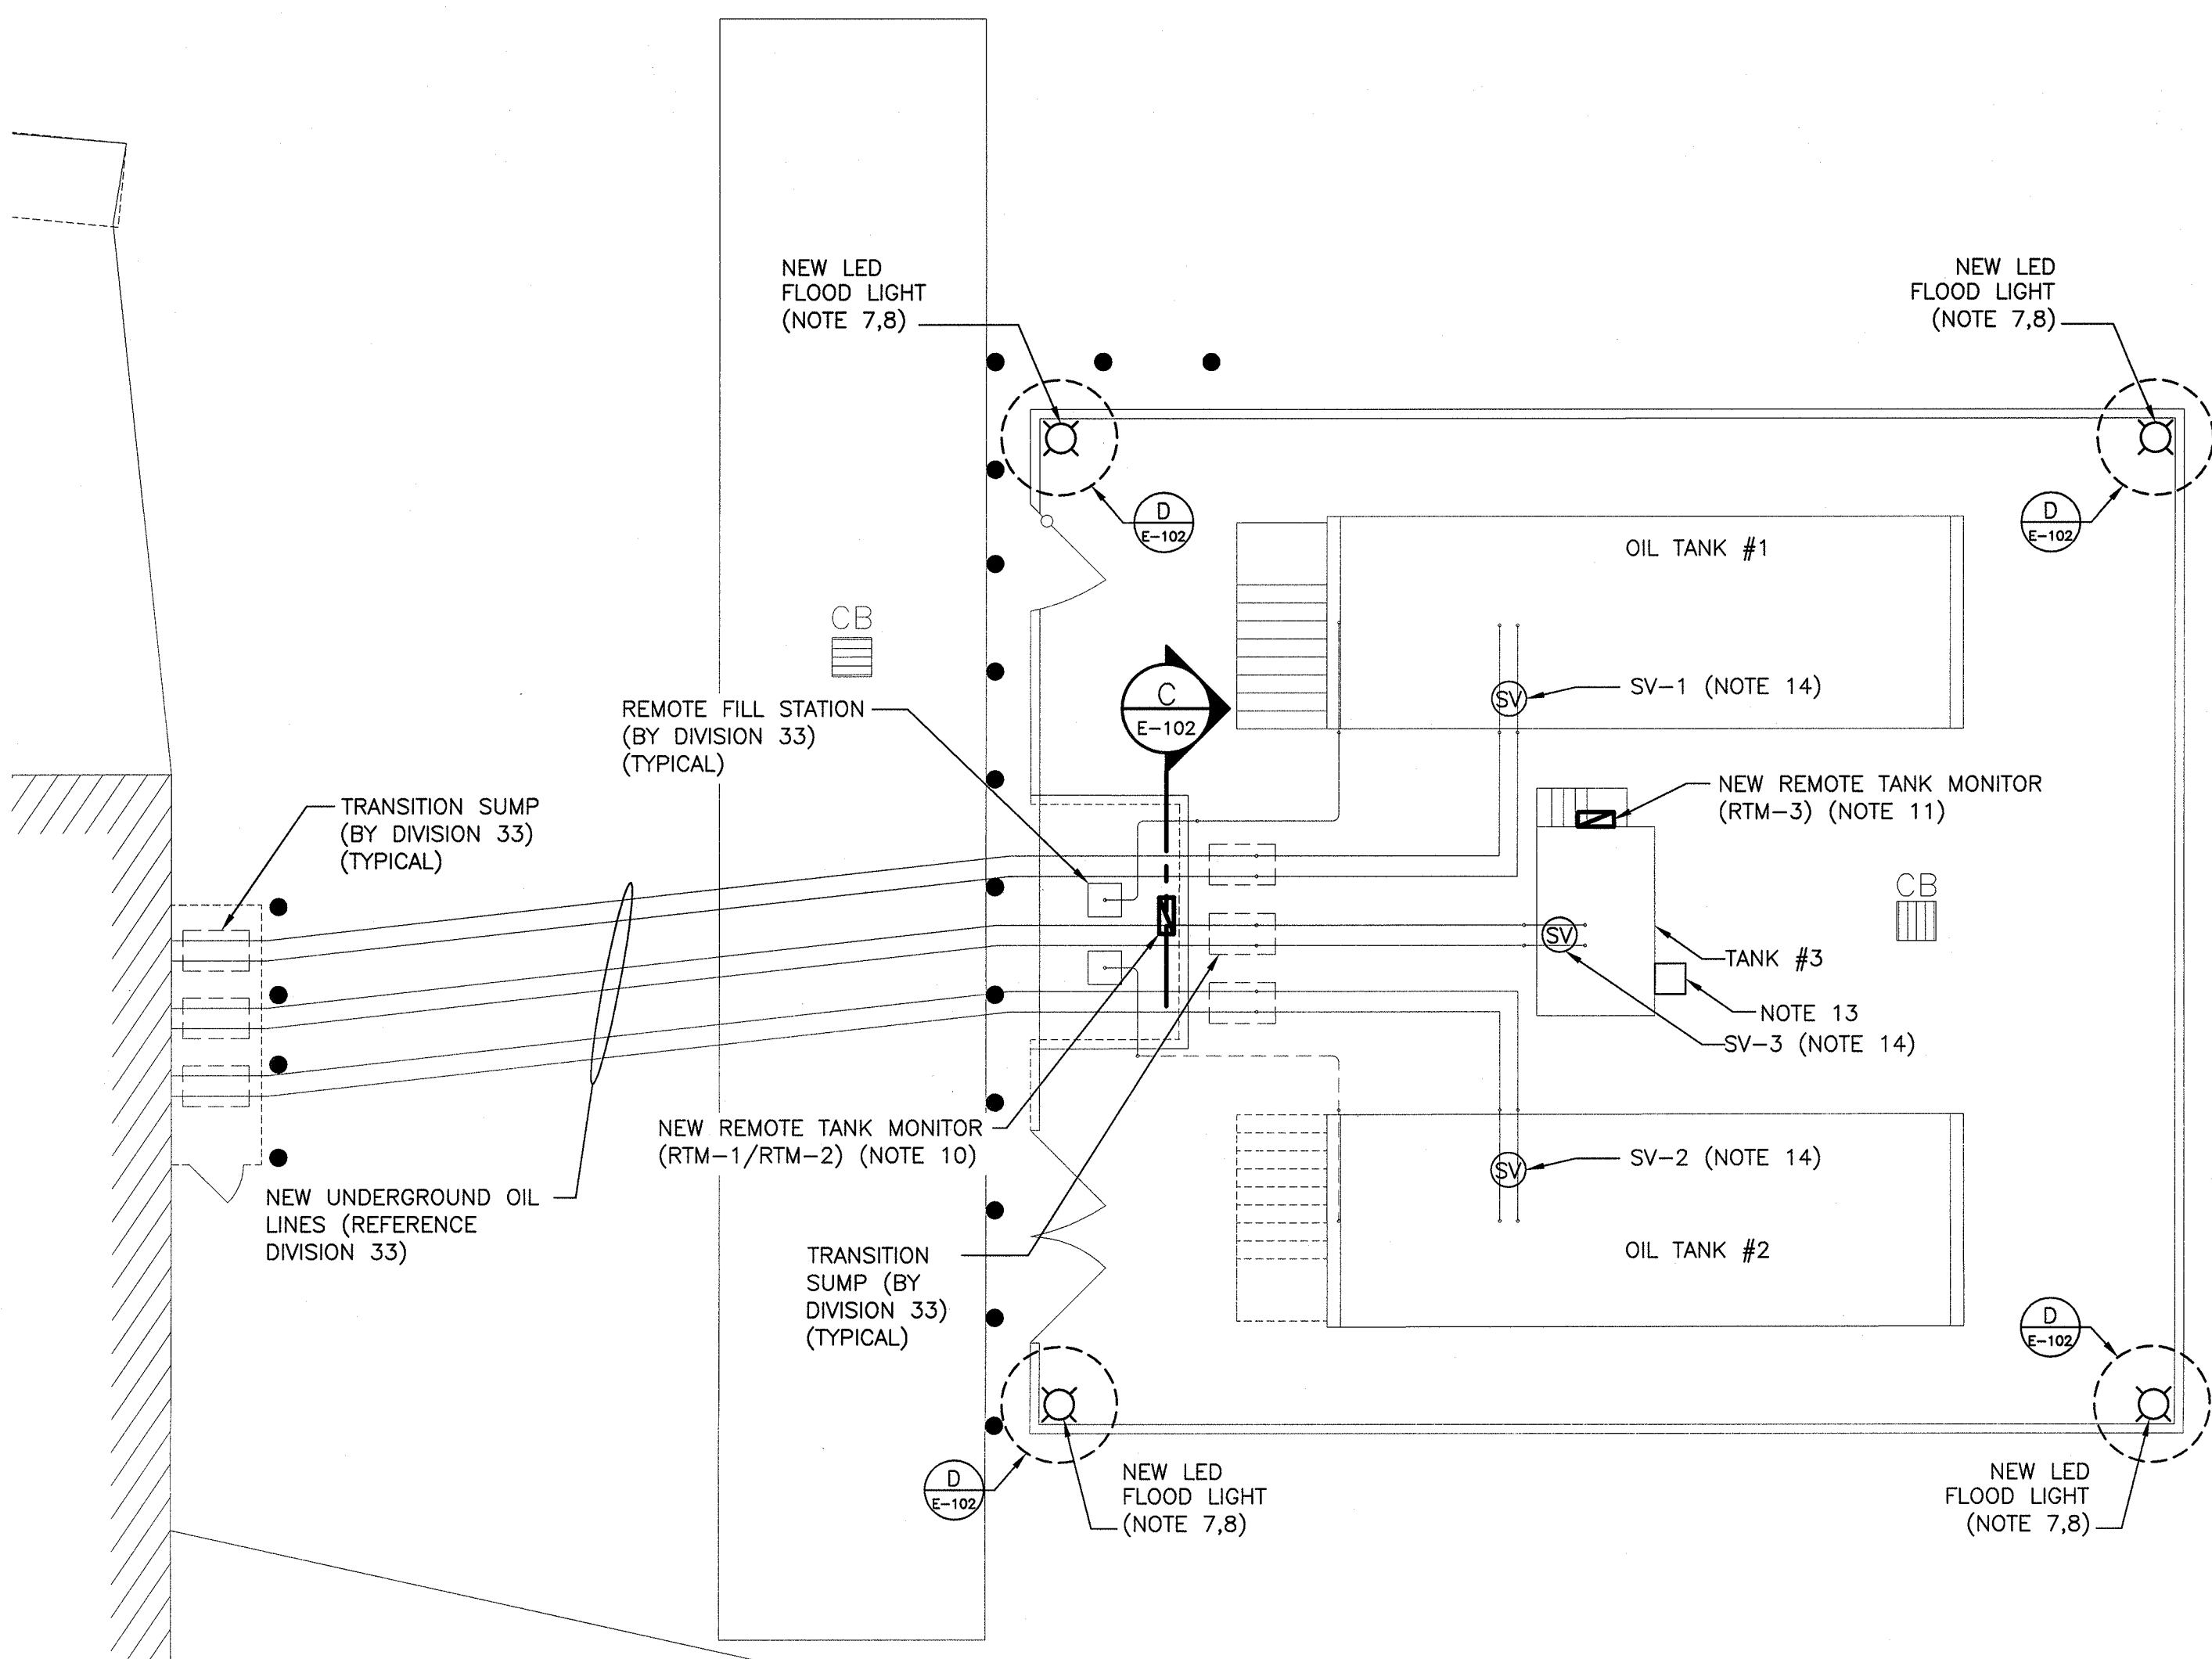 NEW LED
FLOOD LIGHT
(NOTE 7,8)
NEW LED
FLOOD LIGHT
(NOTE 7,8)
D
E-102
D
E-102
OIL TANK #1
CB
SV
SV-1 (NOTE 14)
C
E-102
REMOTE FILL STATION
(BY DIVISION 33)
(TYPICAL)
NEW REMOTE TANK MONITOR
(RTM-3) (NOTE 11)
TRANSITION SUMP
(BY DIVISION 33)
(TYPICAL)
CB
SV
TANK #3
NOTE 13
SV-3 (NOTE 14)
NEW REMOTE TANK MONITOR
(RTM-1/RTM-2) (NOTE 10)
SV
SV-2 (NOTE 14)
NEW UNDERGROUND OIL
LINES (REFERENCE
DIVISION 33)
TRANSITION
SUMP (BY
DIVISION 33)
(TYPICAL)
OIL TANK #2
D
E-102
D
E-102
NEW LED
FLOOD LIGHT
(NOTE 7,8)
NEW LED
FLOOD LIGHT
(NOTE 7,8)